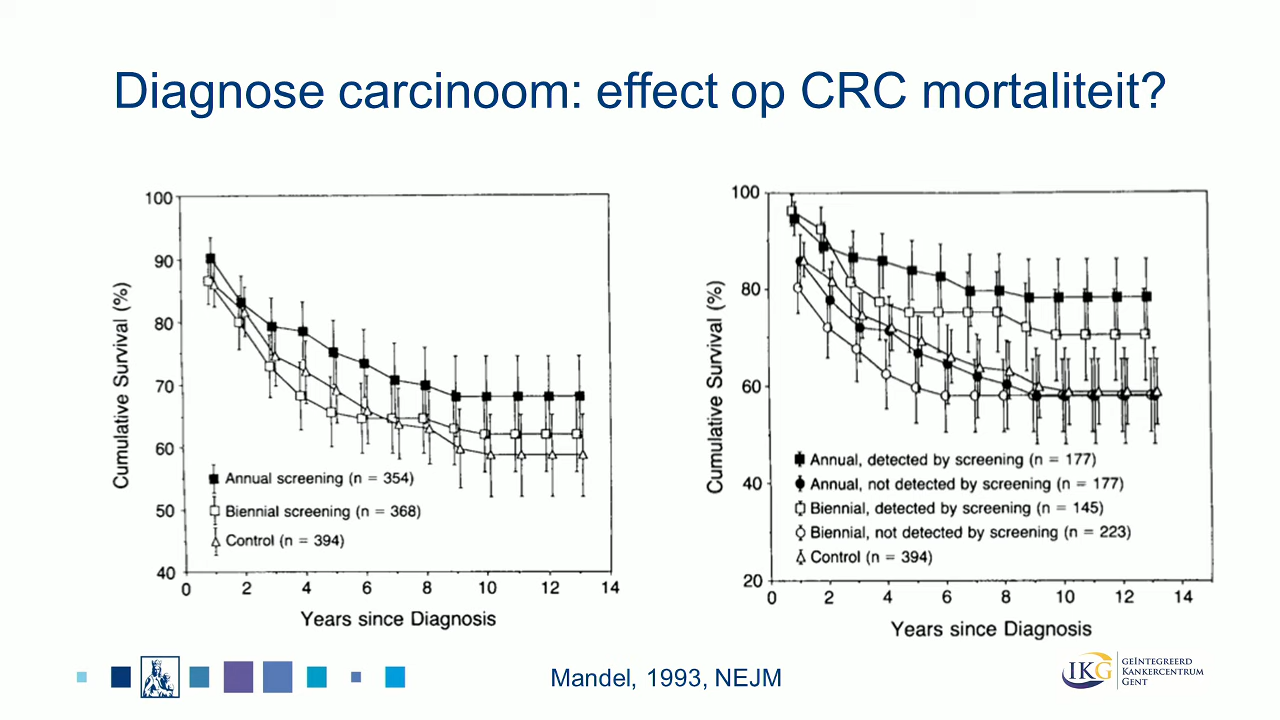 Diagnose carcinoom: effect op CRC mortaliteit?
100
90
80
70
60
50
40
Cumulative Survival (%)
Annual screening (n = 354)
Biennial screening (n = 368)
Control (n = 394)
0 2 4 6 8 10 12 14
Years since Diagnosis
100
80
60
40
20
Cumulative Survival (%)
Annual, detected by screening (n = 177)
Annual, not detected by screening (n = 177)
Biennial, detected by screening (n = 145)
Biennial, not detected by screening (n = 223)
Control (n = 394)
0 2 4 6 8 10 12 14
Years since Diagnosis
Mandel, 1993, NEJM
IKG
GEÏNTEGREERD
KANKERCENTRUM
GENT